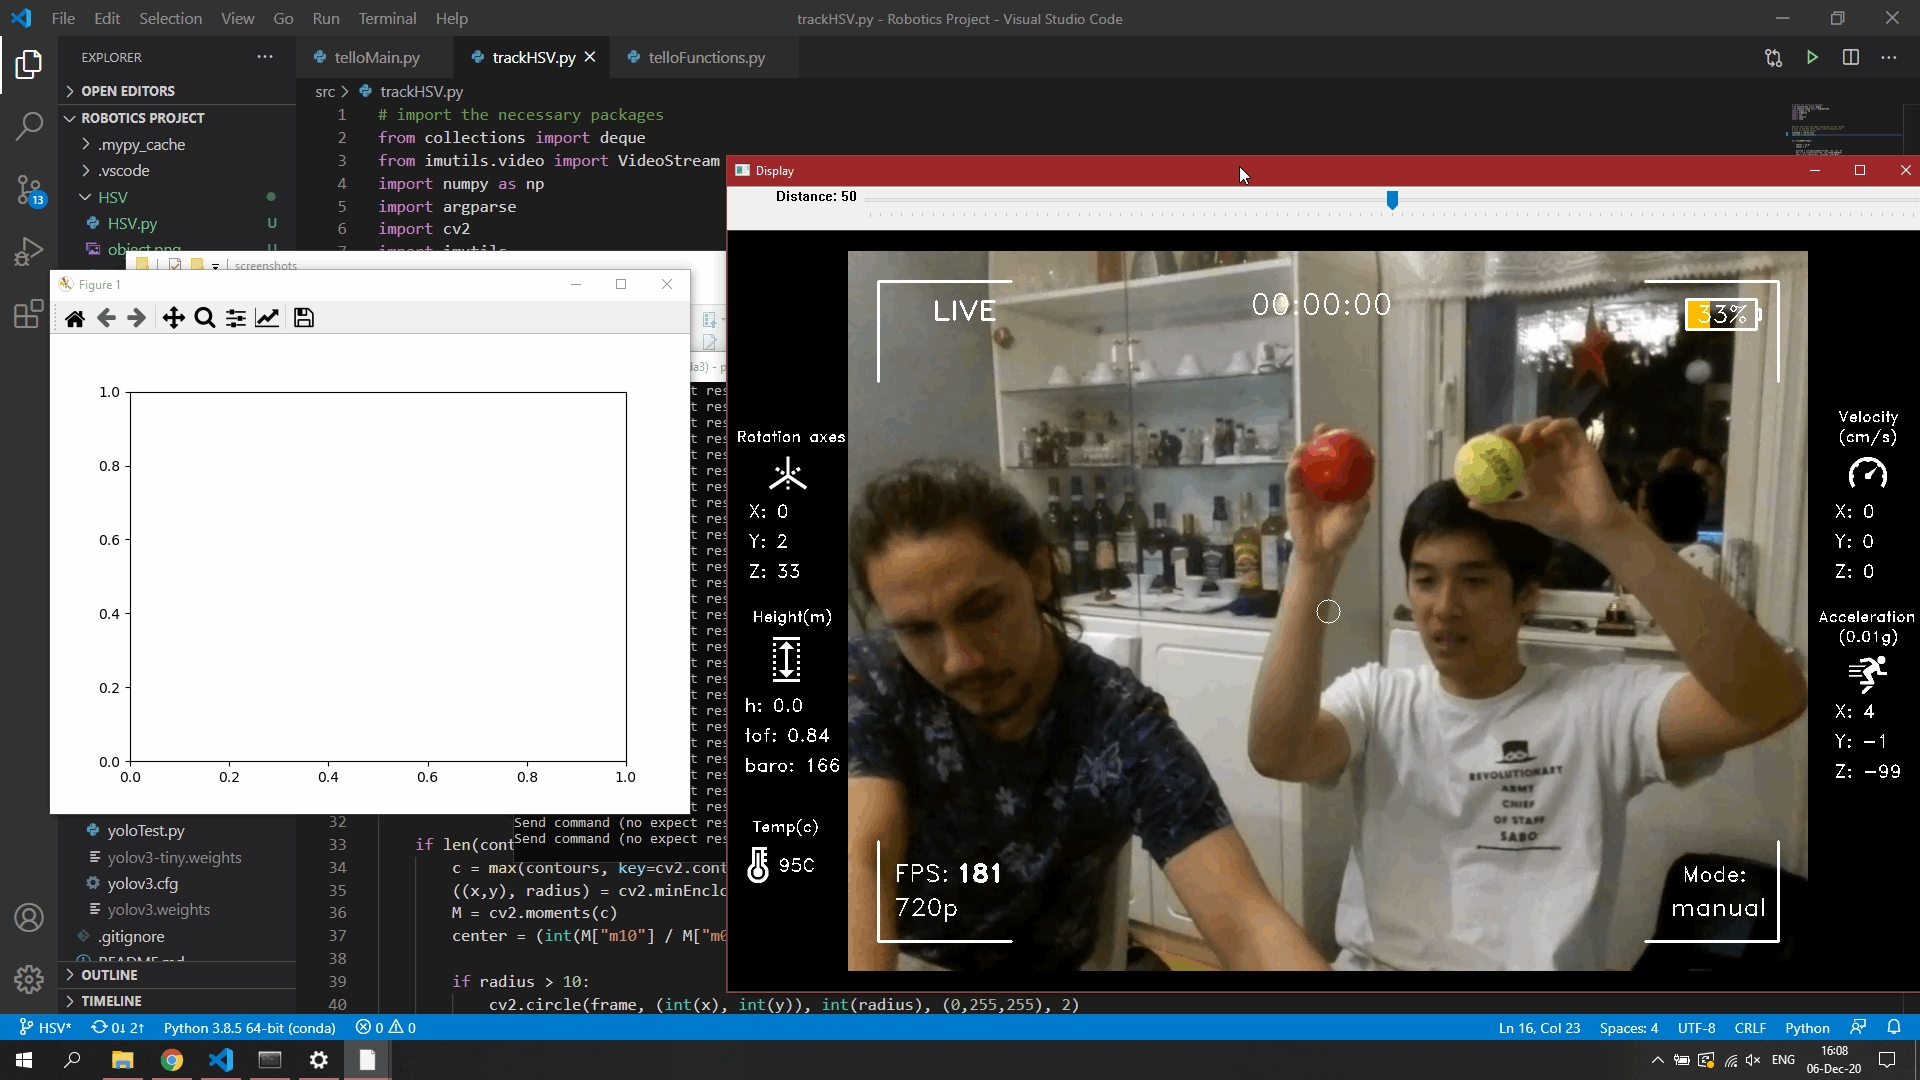 File Edit Selection View Go Run Terminal Help
trackHSV.py - Robotics Project - Visual Studio Code
EXPLORER
telloMain.py
trackHSV.py
telloFunctions.py
OPEN EDITORS
ROBOTICS PROJECT
.mypy_cache
.vscode
HSV
HSV.py U
object.png U
13
src > trackHSV.py
1 # import the necessary packages
2 from collections import deque
3 from imutils.video import VideoStream
4 import numpy as np
5 import argparse
6 import cv2
7 import imutils
screenshots
Figure 1
1.0
0.8
0.6
0.4
0.2
0.0
0.0 0.2 0.4 0.6 0.8 1.0
Display
Distance: 50
LIVE
00:00:00
33%
Rotation axes
X: 0
Y: 2
Z: 33
Height(m)
h: 0.0
tof: 0.84
baro: 166
Temp(c)
95C
FPS: 181
720p
Velocity
(cm/s)
X: 0
Y: 0
Z: 0
Acceleration
(0.01g)
X: 4
Y: -1
Z: -99
Mode:
manual
REVOLUTIONARY
ARMY
CHIEF
OF STAFF
SABO
Send command (no expect res
Send command (no expect res
yoloTest.py
yolov3-tiny.weights
yolov3.cfg
yolov3.weights
.gitignore
README.md
OUTLINE
TIMELINE
32
33 if len(cont
34 c = max(contours, key=cv2.cont
35 ((x,y), radius) = cv2.minEnclo
36 M = cv2.moments(c)
37 center = (int(M["m10"] / M["m0
38
39 if radius > 10:
40 cv2.circle(frame, (int(x), int(y)), int(radius), (0,255,255), 2)
HSV* 0↓ 2↑ Python 3.8.5 64-bit (conda) 0 0
Ln 16, Col 23 Spaces: 4 UTF-8 CRLF Python
ENG
16:08
06-Dec-20